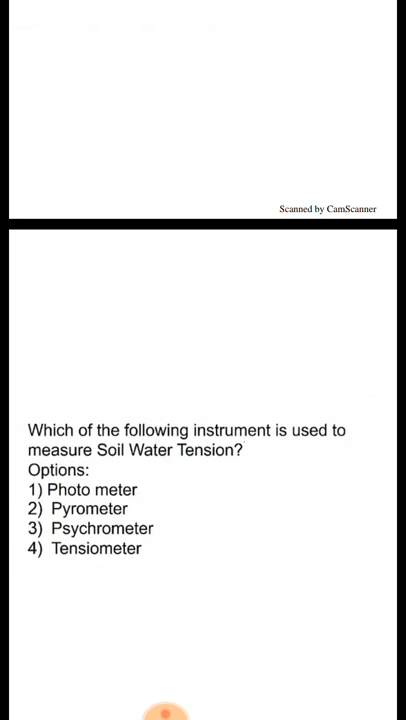 Scanned by CamScanner
Which of the following instrument is used to
measure Soil Water Tension?
Options:
1) Photo meter
2) Pyrometer
3) Psychrometer
4) Tensiometer